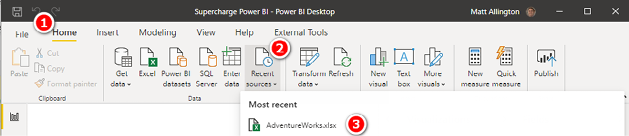 Supercharge Power BI - Power BI Desktop
Matt Allington
1
File
Home
Insert
Modeling
View
Help
External Tools
2
Paste
Cut
Copy
Format painter
Get data
Excel
Power BI datasets
SQL Server
Enter data
Recent sources
Transform data
Refresh
New visual
Text box
More visuals
New measure
Quick measure
Publish
Clipboard
Data
Most recent
AdventureWorks.xlsx
3